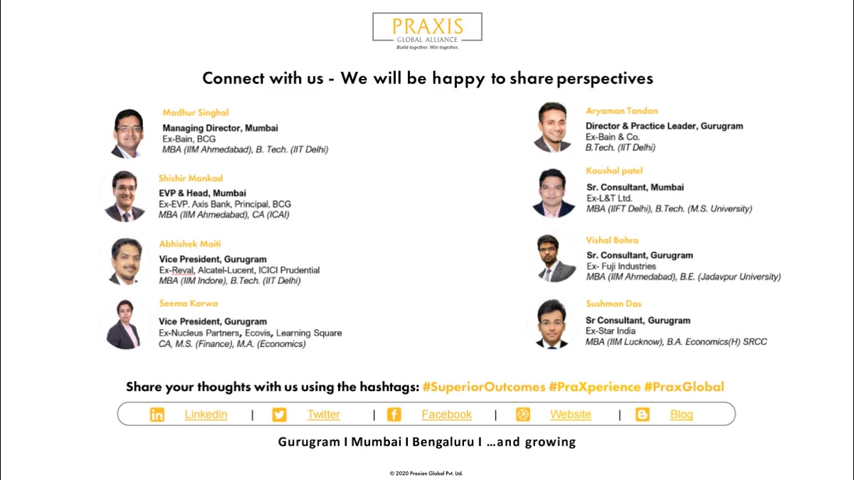 PRAXIS
GLOBAL ALLIANCE
Build together. Win together.
Connect with us - We will be happy to share perspectives
Madhur Singhal
Managing Director, Mumbai
Ex-Bain, BCG
MBA (IIM Ahmedabad), B. Tech. (IIT Delhi)
Shishir Mankad
EVP & Head, Mumbai
Ex-EVP, Axis Bank, Principal, BCG
MBA (IIM Ahmedabad), CA (ICAI)
Abhishek Maiti
Vice President, Gurugram
Ex-Reval, Alcatel-Lucent, ICICI Prudential
MBA (IIM Indore), B.Tech. (IIT Delhi)
Seema Karwa
Vice President, Gurugram
Ex-Nucleus Partners, Ecovis, Learning Square
CA, M.S. (Finance), M.A. (Economics)
Aryaman Tandon
Director & Practice Leader, Gurugram
Ex-Bain & Co.
B.Tech. (IIT Delhi)
Kaushal patel
Sr. Consultant, Mumbai
Ex-L&T Ltd.
MBA (IIFT Delhi), B.Tech. (M.S. University)
Vishal Bohra
Sr. Consultant, Gurugram
Ex- Fuji Industries
MBA (IIM Ahmedabad), B.E. (Jadavpur University)
Sushman Das
Sr Consultant, Gurugram
Ex-Star India
MBA (IIM Lucknow), B.A. Economics(H) SRCC
Share your thoughts with us using the hashtags: #SuperiorOutcomes #PraXperience #PraxGlobal
Linkedin | Twitter | Facebook | Website | Blog
Gurugram I Mumbai I Bengaluru I ...and growing
© 2020 Praxian Global Pvt. Ltd.